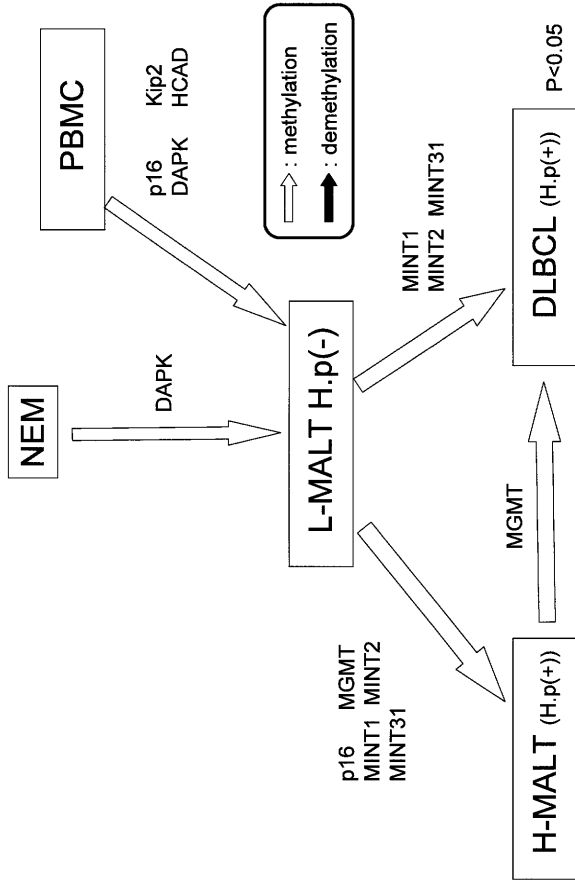 NEM
PBMC
DAPK
p16 Kip2
DAPK HCAD
: methylation
: demethylation
L-MALT H.p(-)
p16 MGMT
MINT1 MINT2
MINT31
MINT1
MINT2 MINT31
MGMT
H-MALT (H.p(+))
DLBCL (H.p(+))
P<0.05